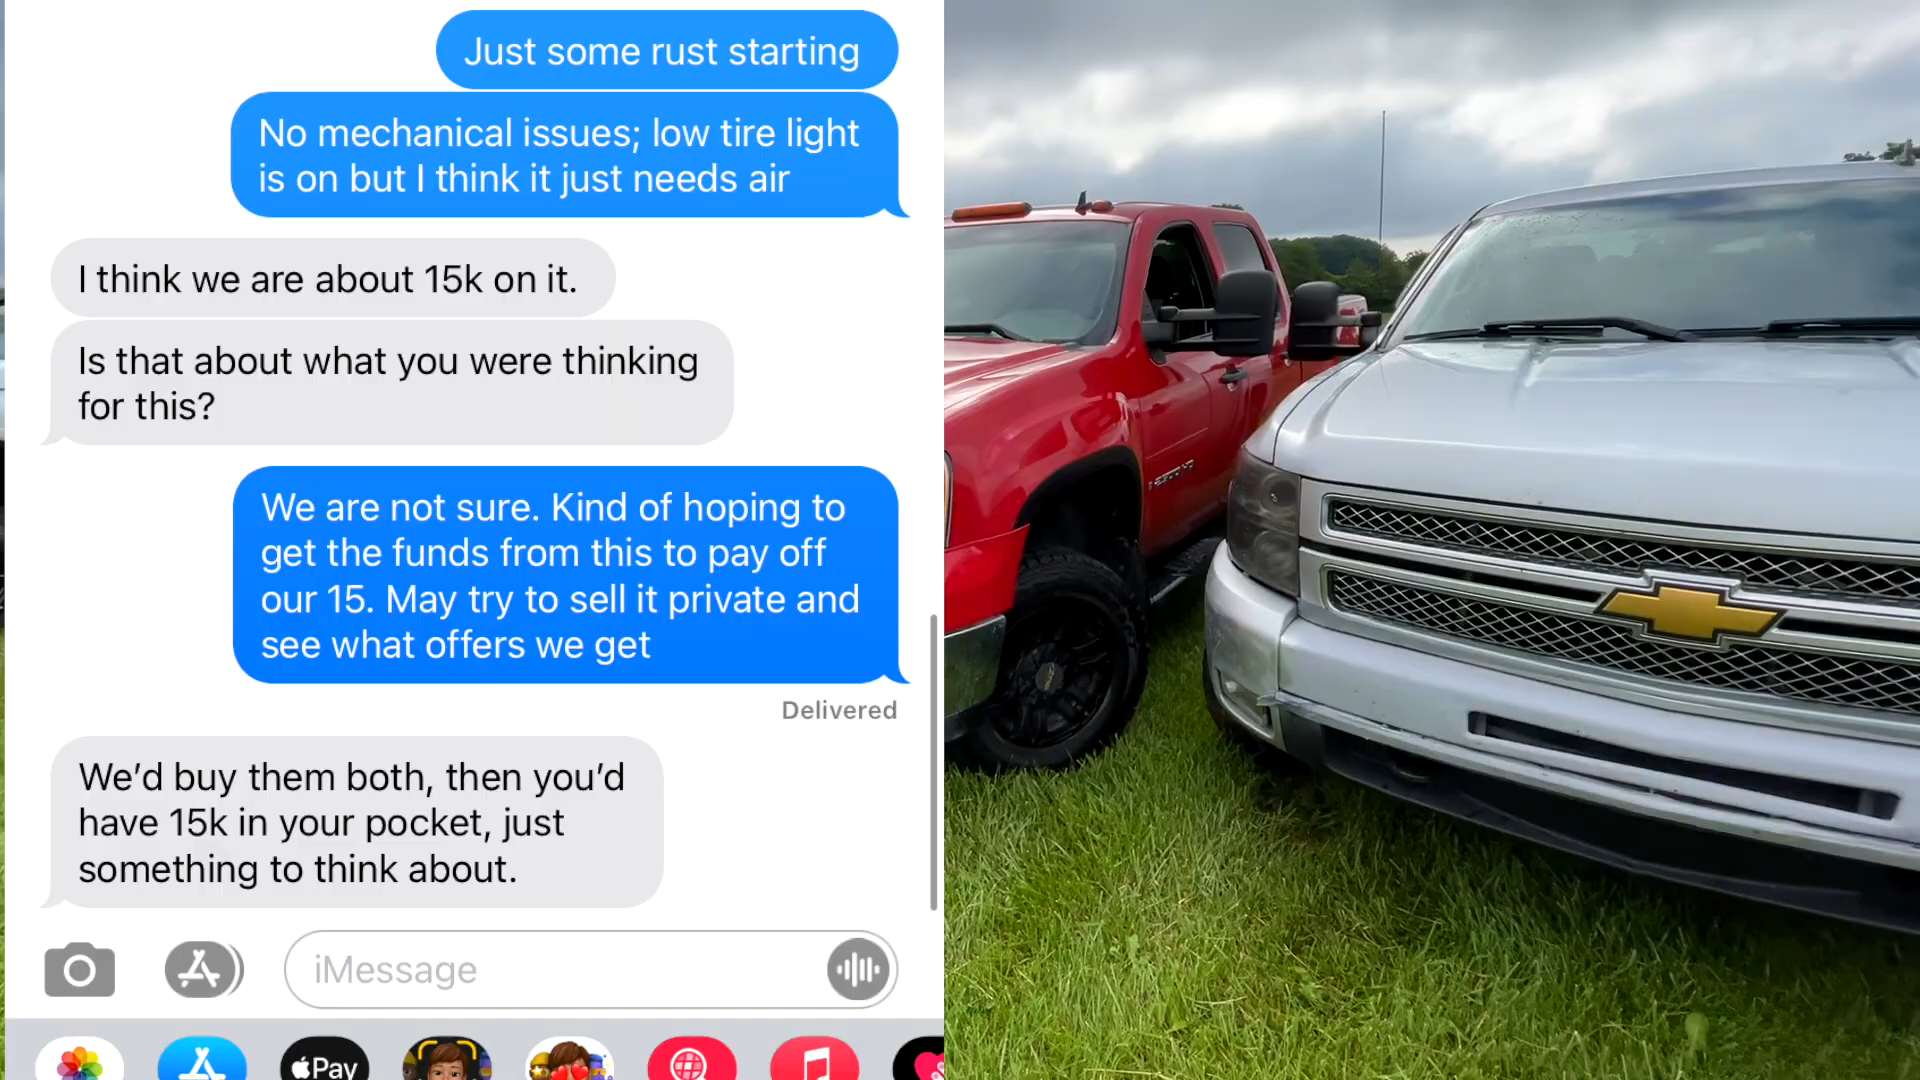 Just some rust starting
No mechanical issues; low tire light
is on but I think it just needs air
I think we are about 15k on it.
Is that about what you were thinking
for this?
We are not sure. Kind of hoping to
get the funds from this to pay off
our 15. May try to sell it private and
see what offers we get
Delivered
We’d buy them both, then you’d
have 15k in your pocket, just
something to think about.
iMessage
Pay